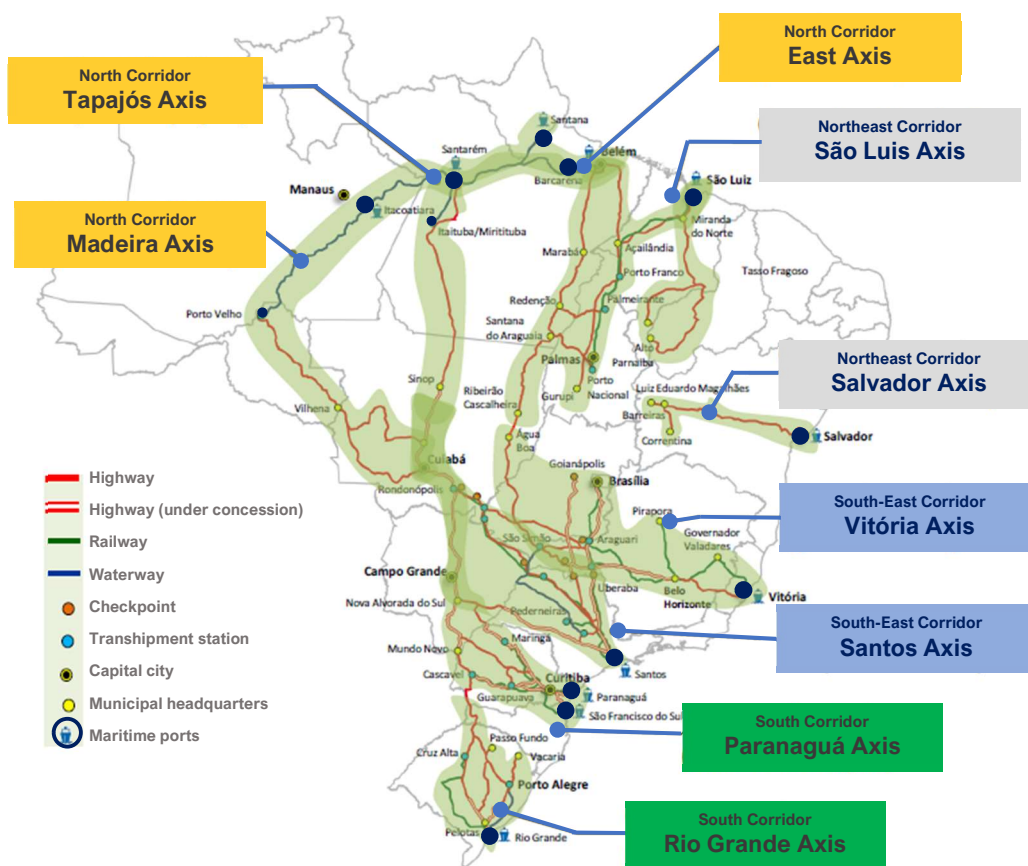 North Corridor
East Axis
North Corridor
Tapajós Axis
Northeast Corridor
São Luis Axis
North Corridor
Madeira Axis
Northeast Corridor
Salvador Axis
South-East Corridor
Vitória Axis
South-East Corridor
Santos Axis
South Corridor
Paranaguá Axis
South Corridor
Rio Grande Axis
Santana
Santarém
Belém
Barcarena
Manaus
Itacoatiara
São Luiz
Itaituba/Miritituba
Miranda
do Norte
Açailândia
Marabá
Porto Franco
Tasso Fragoso
Redenção
Palmeirante
Porto Velho
Santana
do Araguaia
Alto
Parnaíba
Palmas
Porto
Nacional
Sinop
Ribeirão
Cascalheira
Gurupi
Luiz Eduardo Magalhães
Vilhena
Barreiras
Água
Boa
Correntina
Salvador
Cuiabá
Goianápolis
Rondonópolis
Brasília
Pirapora
Governador
Valadares
São Simão
Araguari
Campo Grande
Uberaba
Belo
Horizonte
Vitória
Nova Alvorada do Sul
Pederneiras
Maringá
Mundo Novo
Santos
Cascavel
Curitiba
Guarapuava
Paranaguá
São Francisco do Sul
Passo Fundo
Cruz Alta
Vacaria
Porto Alegre
Pelotas
Rio Grande
Highway
Highway (under concession)
Railway
Waterway
Checkpoint
Transhipment station
Capital city
Municipal headquarters
Maritime ports